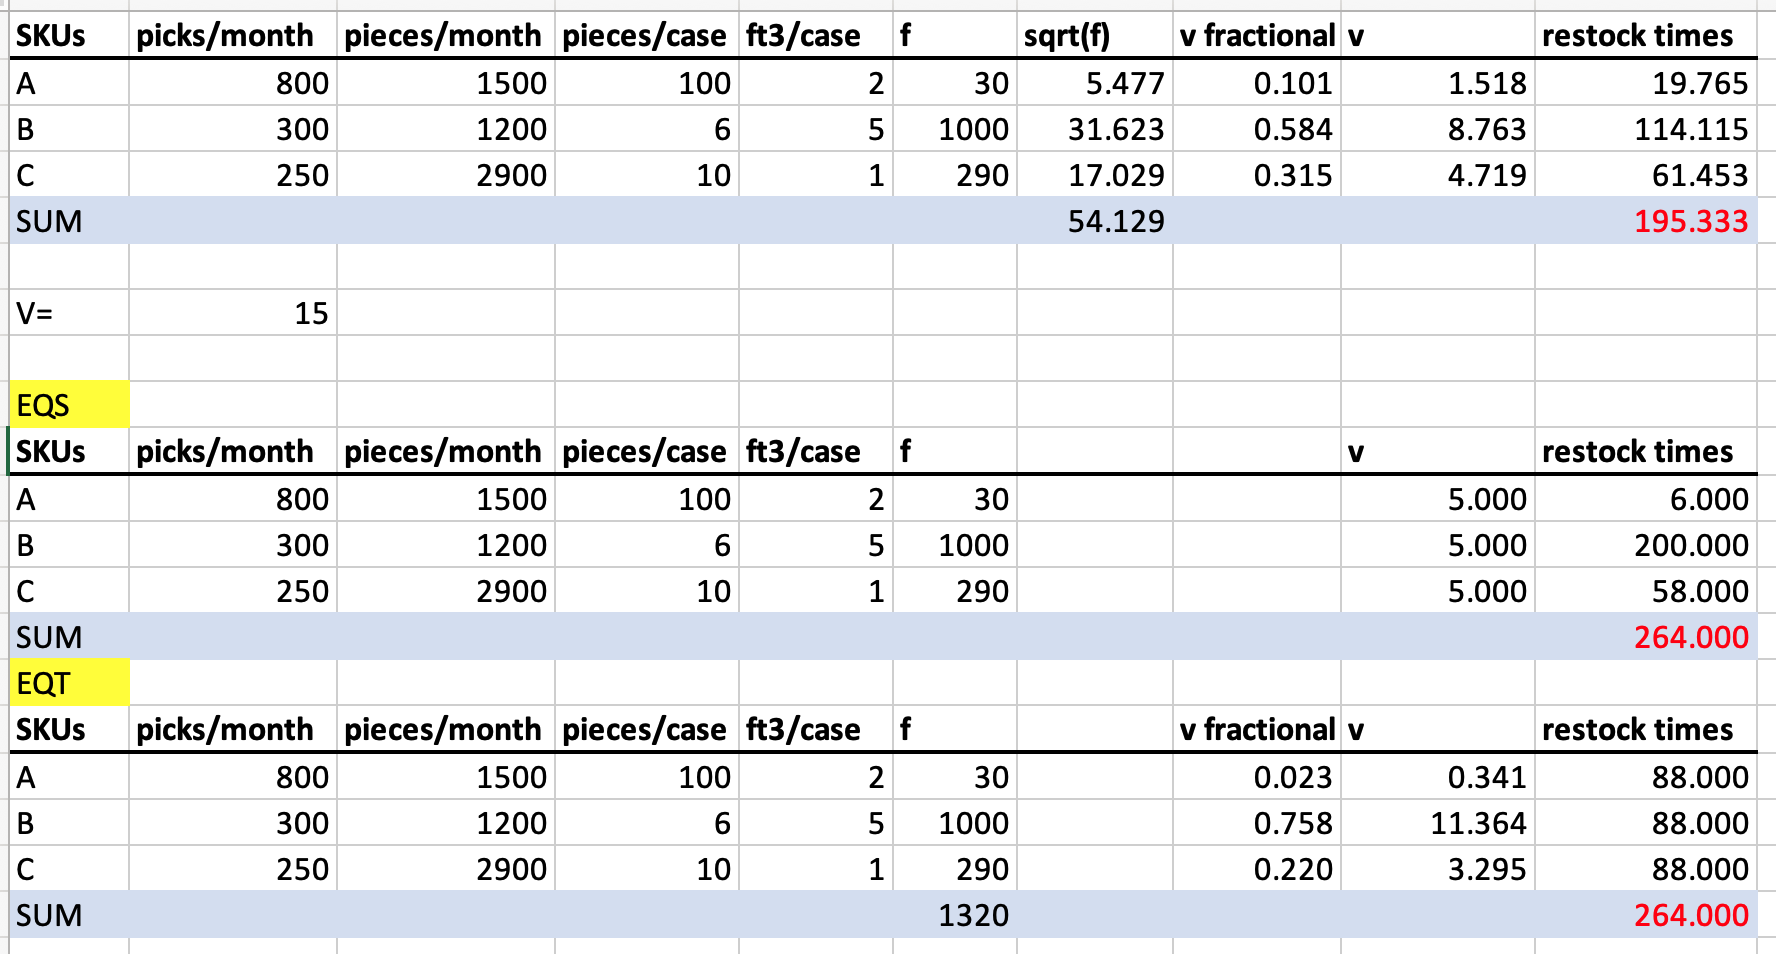 SKUs picks/month pieces/month pieces/case ft3/case f sqrt(f) v fractional v restock times
A 800 1500 100 2 30 5.477 0.101 1.518 19.765
B 300 1200 6 5 1000 31.623 0.584 8.763 114.115
C 250 2900 10 1 290 17.029 0.315 4.719 61.453
SUM 54.129 195.333
V= 15
EQS
SKUs picks/month pieces/month pieces/case ft3/case f v restock times
A 800 1500 100 2 30 5.000 6.000
B 300 1200 6 5 1000 5.000 200.000
C 250 2900 10 1 290 5.000 58.000
SUM 264.000
EQT
SKUs picks/month pieces/month pieces/case ft3/case f v fractional v restock times
A 800 1500 100 2 30 0.023 0.341 88.000
B 300 1200 6 5 1000 0.758 11.364 88.000
C 250 2900 10 1 290 0.220 3.295 88.000
SUM 1320 264.000